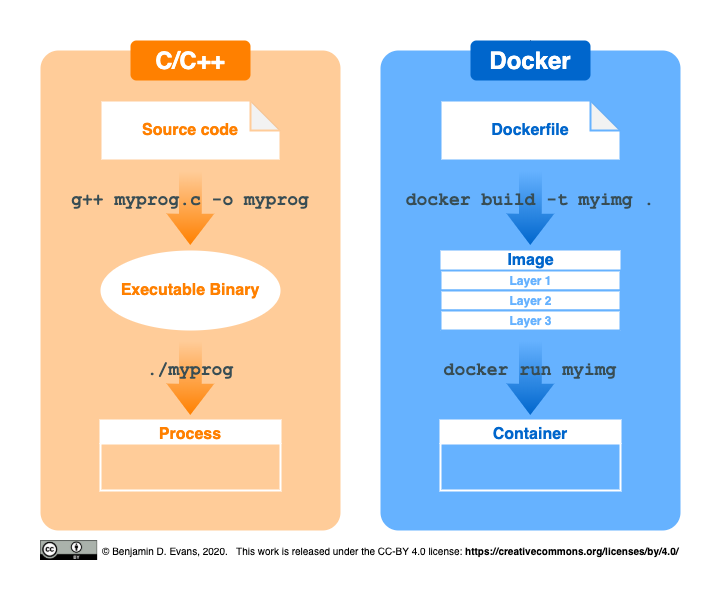 C/C++
Source code
g++ myprog.c -o myprog
Executable Binary
./myprog
Process
Docker
Dockerfile
docker build -t myimg .
Image
Layer 1
Layer 2
Layer 3
docker run myimg
Container
cc BY © Benjamin D. Evans, 2020. This work is released under the CC-BY 4.0 license: https://creativecommons.org/licenses/by/4.0/